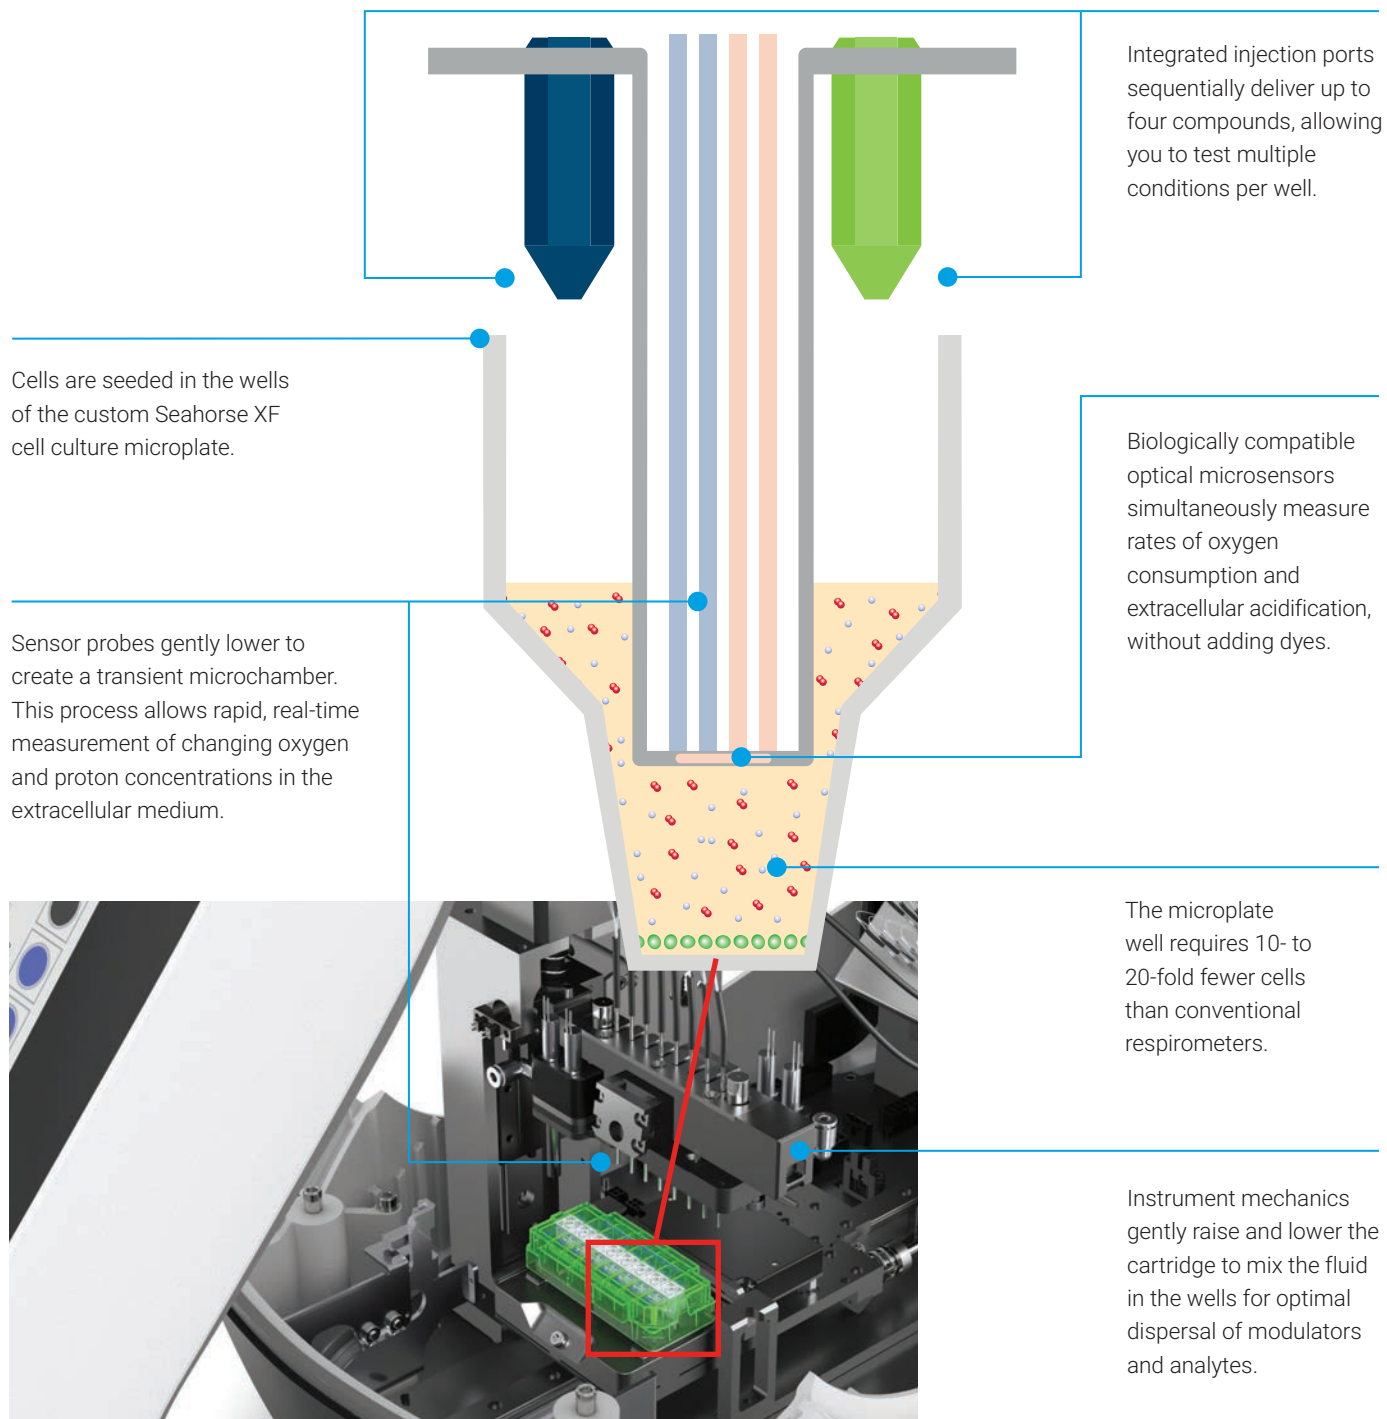 Integrated injection ports
sequentially deliver up to
four compounds, allowing
you to test multiple
conditions per well.
Cells are seeded in the wells
of the custom Seahorse XF
cell culture microplate.
Biologically compatible
optical microsensors
simultaneously measure
rates of oxygen
consumption and
extracellular acidification,
without adding dyes.
Sensor probes gently lower to
create a transient microchamber.
This process allows rapid, real-time
measurement of changing oxygen
and proton concentrations in the
extracellular medium.
The microplate
well requires 10- to
20-fold fewer cells
than conventional
respirometers.
Instrument mechanics
gently raise and lower the
cartridge to mix the fluid
in the wells for optimal
dispersal of modulators
and analytes.